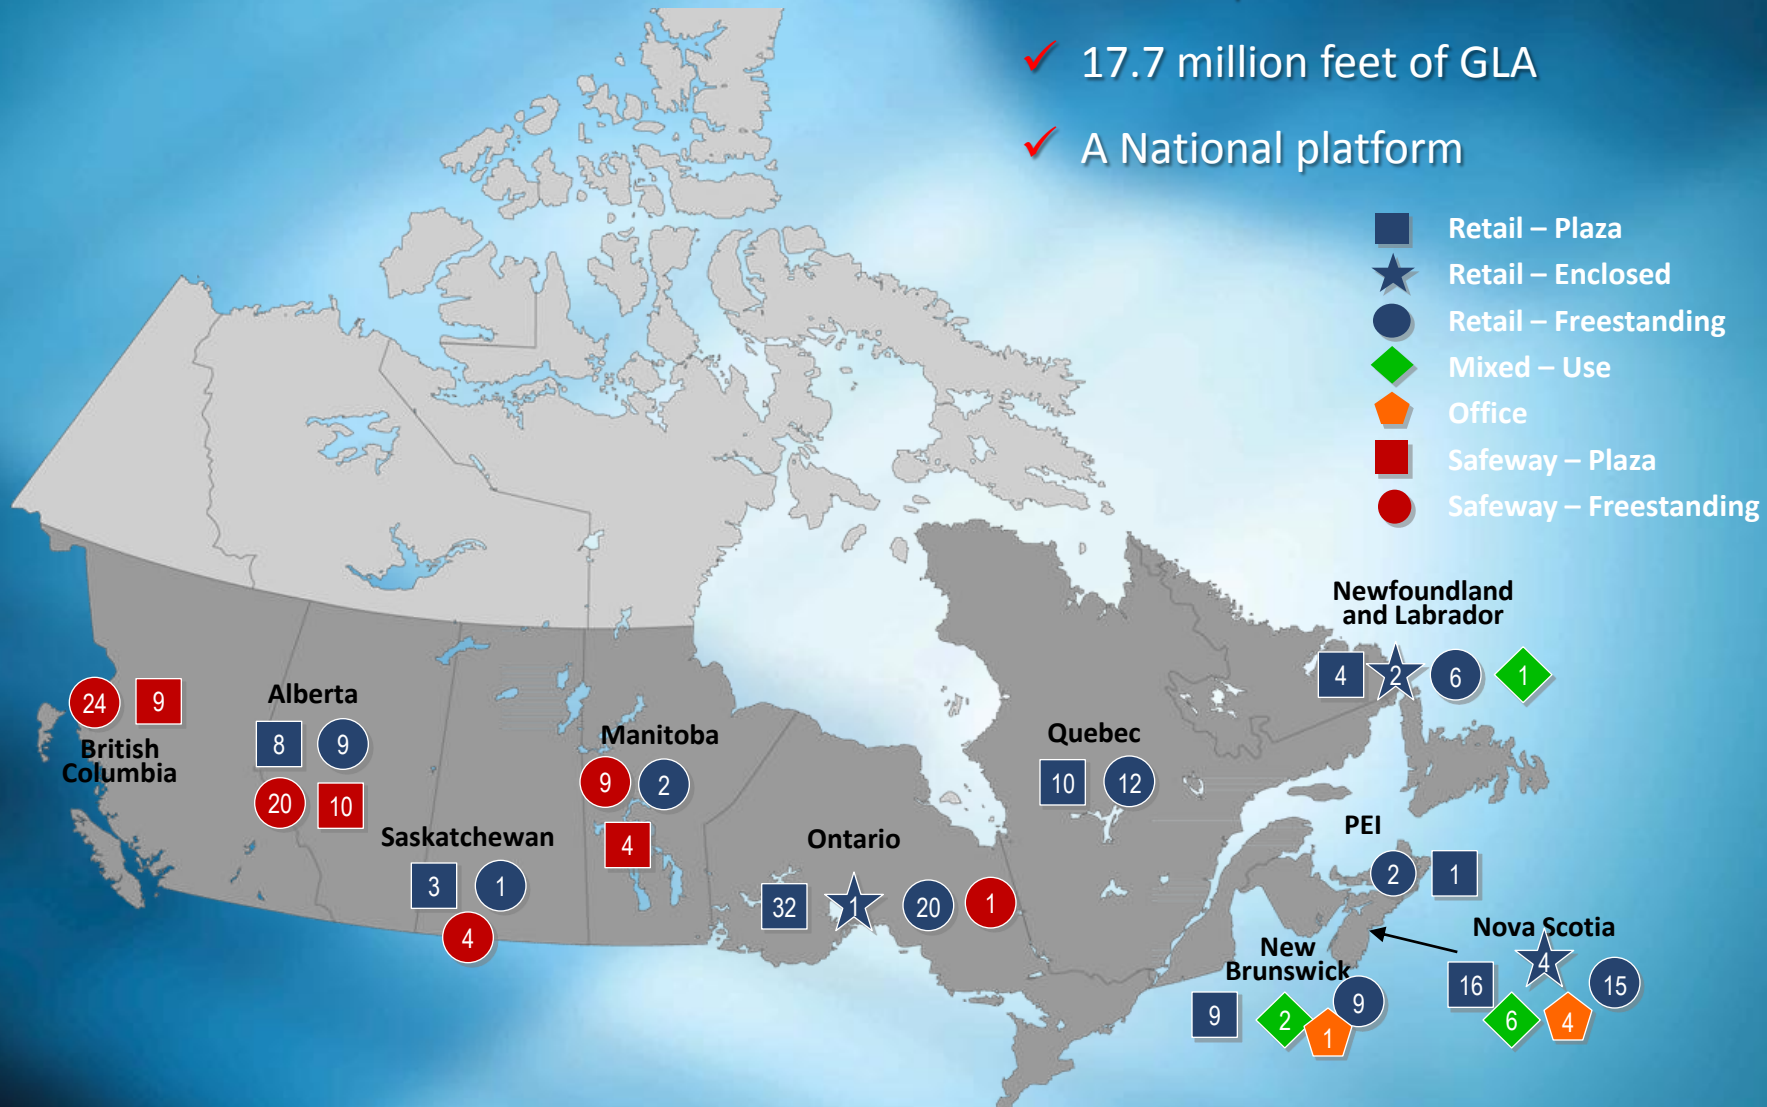 ✓ 17.7 million feet of GLA
✓ A National platform
Retail – Plaza
Retail – Enclosed
Retail – Freestanding
Mixed – Use
Office
Safeway – Plaza
Safeway – Freestanding
Newfoundland
and Labrador
4 2 6 1
24 9
British
Columbia
Alberta
8 9
20 10
Saskatchewan
3 1
4
Manitoba
9 2
4
Ontario
32 1 20 1
Quebec
10 12
PEI
2 1
New
Brunswick
9 2 1 9
Nova Scotia
16 4 15
6 4